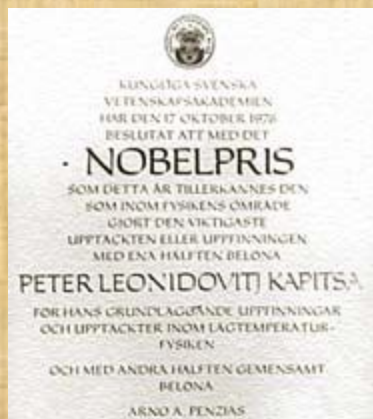 KUNGLIGA SVENSKA
VETENSKAPSAKADEMIEN
HAR DEN 17 OKTOBER 1978
BESLUTAT ATT MED DET
NOBELPRIS
SOM DETTA ÅR TILLERKANNES DEN
SOM INOM FYSIKENS OMRÅDE
GJORT DEN VIKTIGASTE
UPPTÄCKTEN ELLER UPPFINNINGEN
MED ENA HÄLFTEN BELÖNA
PETER LEONIDOVITJ KAPITSA
FÖR HANS GRUNDLÄGGANDE UPPFINNINGAR
OCH UPPTÄCKTER INOM LÅGTEMPERATUR-
FYSIKEN
OCH MED ANDRA HÄLFTEN GEMENSAMT
BELÖNA
ARNO A. PENZIAS